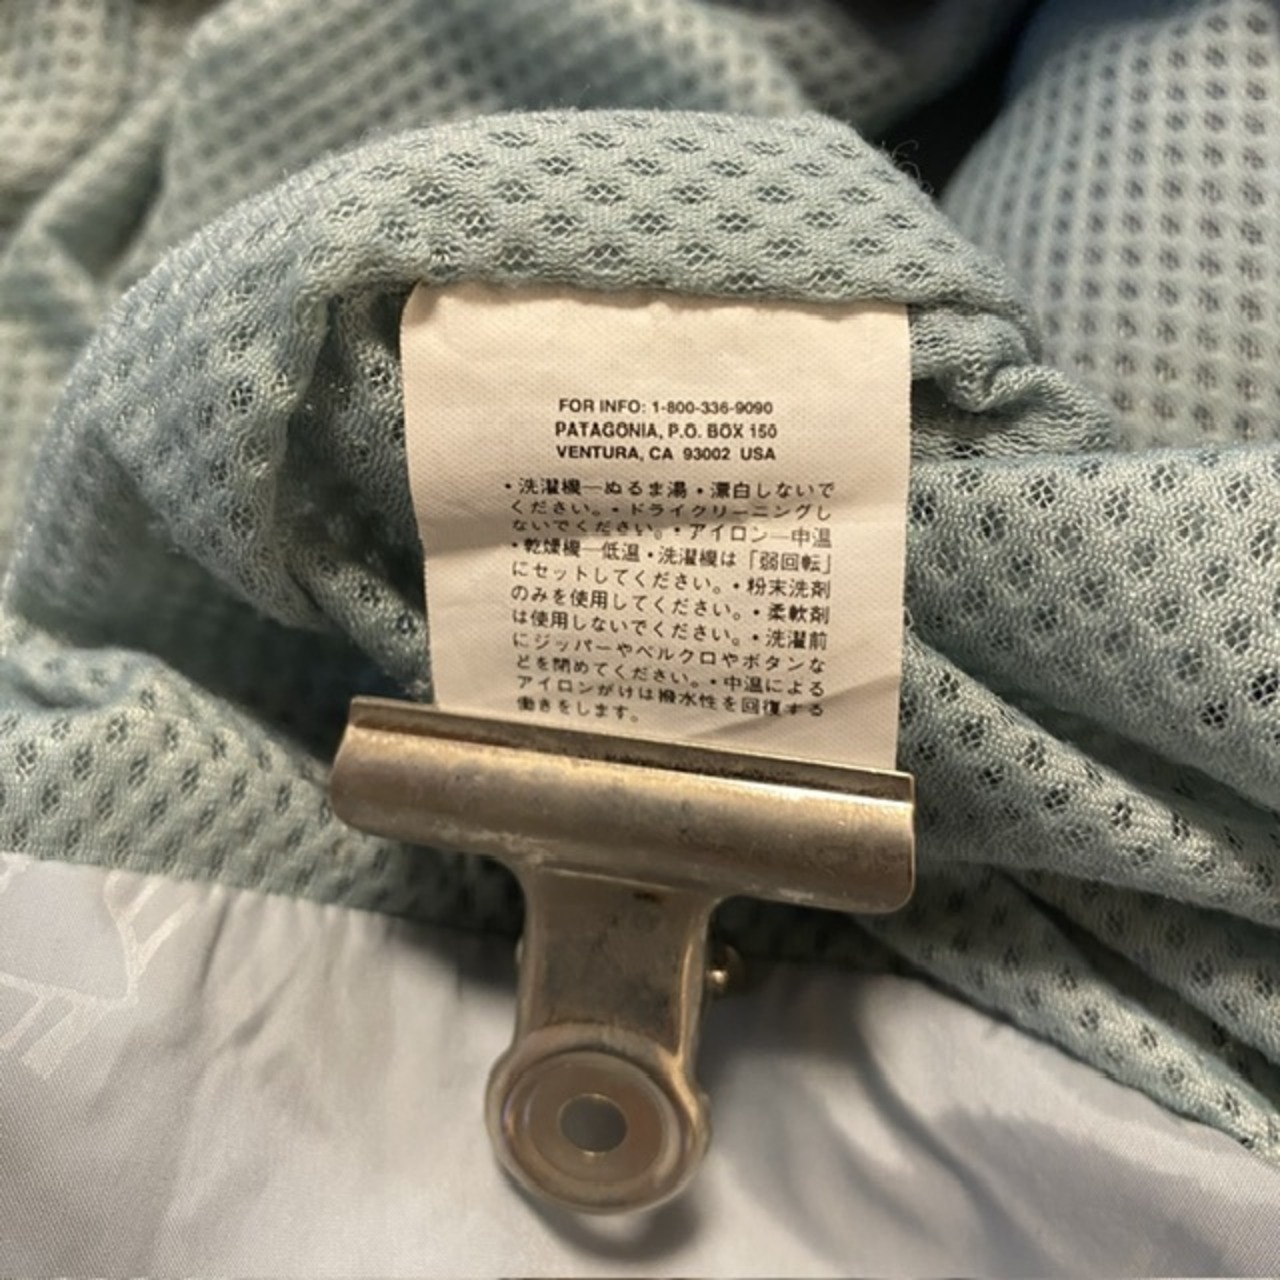 FOR INFO: 1-800-336-9090
PATAGONIA, P.O. BOX 150
VENTURA, CA 93002 USA
・洗濯機—ぬるま湯・漂白しないで
ください。・ドライクリーニングし
ないでください。・アイロン—中温
・乾燥機—低温・洗濯機は「弱回転」
にセットしてください。・粉末洗剤
のみを使用してください。・柔軟剤
は使用しないでください。・洗濯前
にジッパーやベルクロやボタンな
どを閉めてください。・中温による
アイロンがけは撥水性を回復する
働きをします。